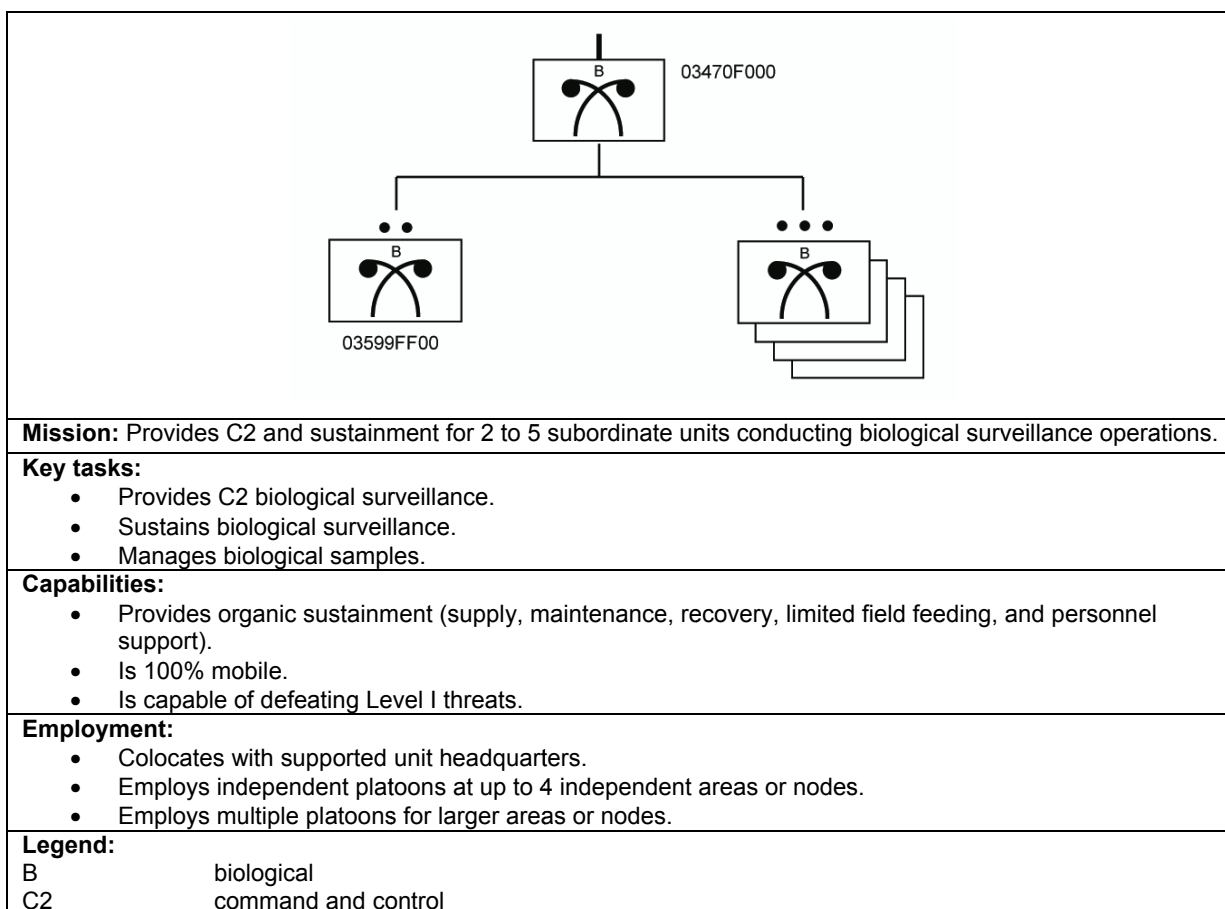 B
03470F000
B
B
03599FF00
Mission: Provides C2 and sustainment for 2 to 5 subordinate units conducting biological surveillance operations.
Key tasks:
• Provides C2 biological surveillance.
• Sustains biological surveillance.
• Manages biological samples.
Capabilities:
• Provides organic sustainment (supply, maintenance, recovery, limited field feeding, and personnel
support).
• Is 100% mobile.
• Is capable of defeating Level I threats.
Employment:
• Colocates with supported unit headquarters.
• Employs independent platoons at up to 4 independent areas or nodes.
• Employs multiple platoons for larger areas or nodes.
Legend:
B biological
C2 command and control